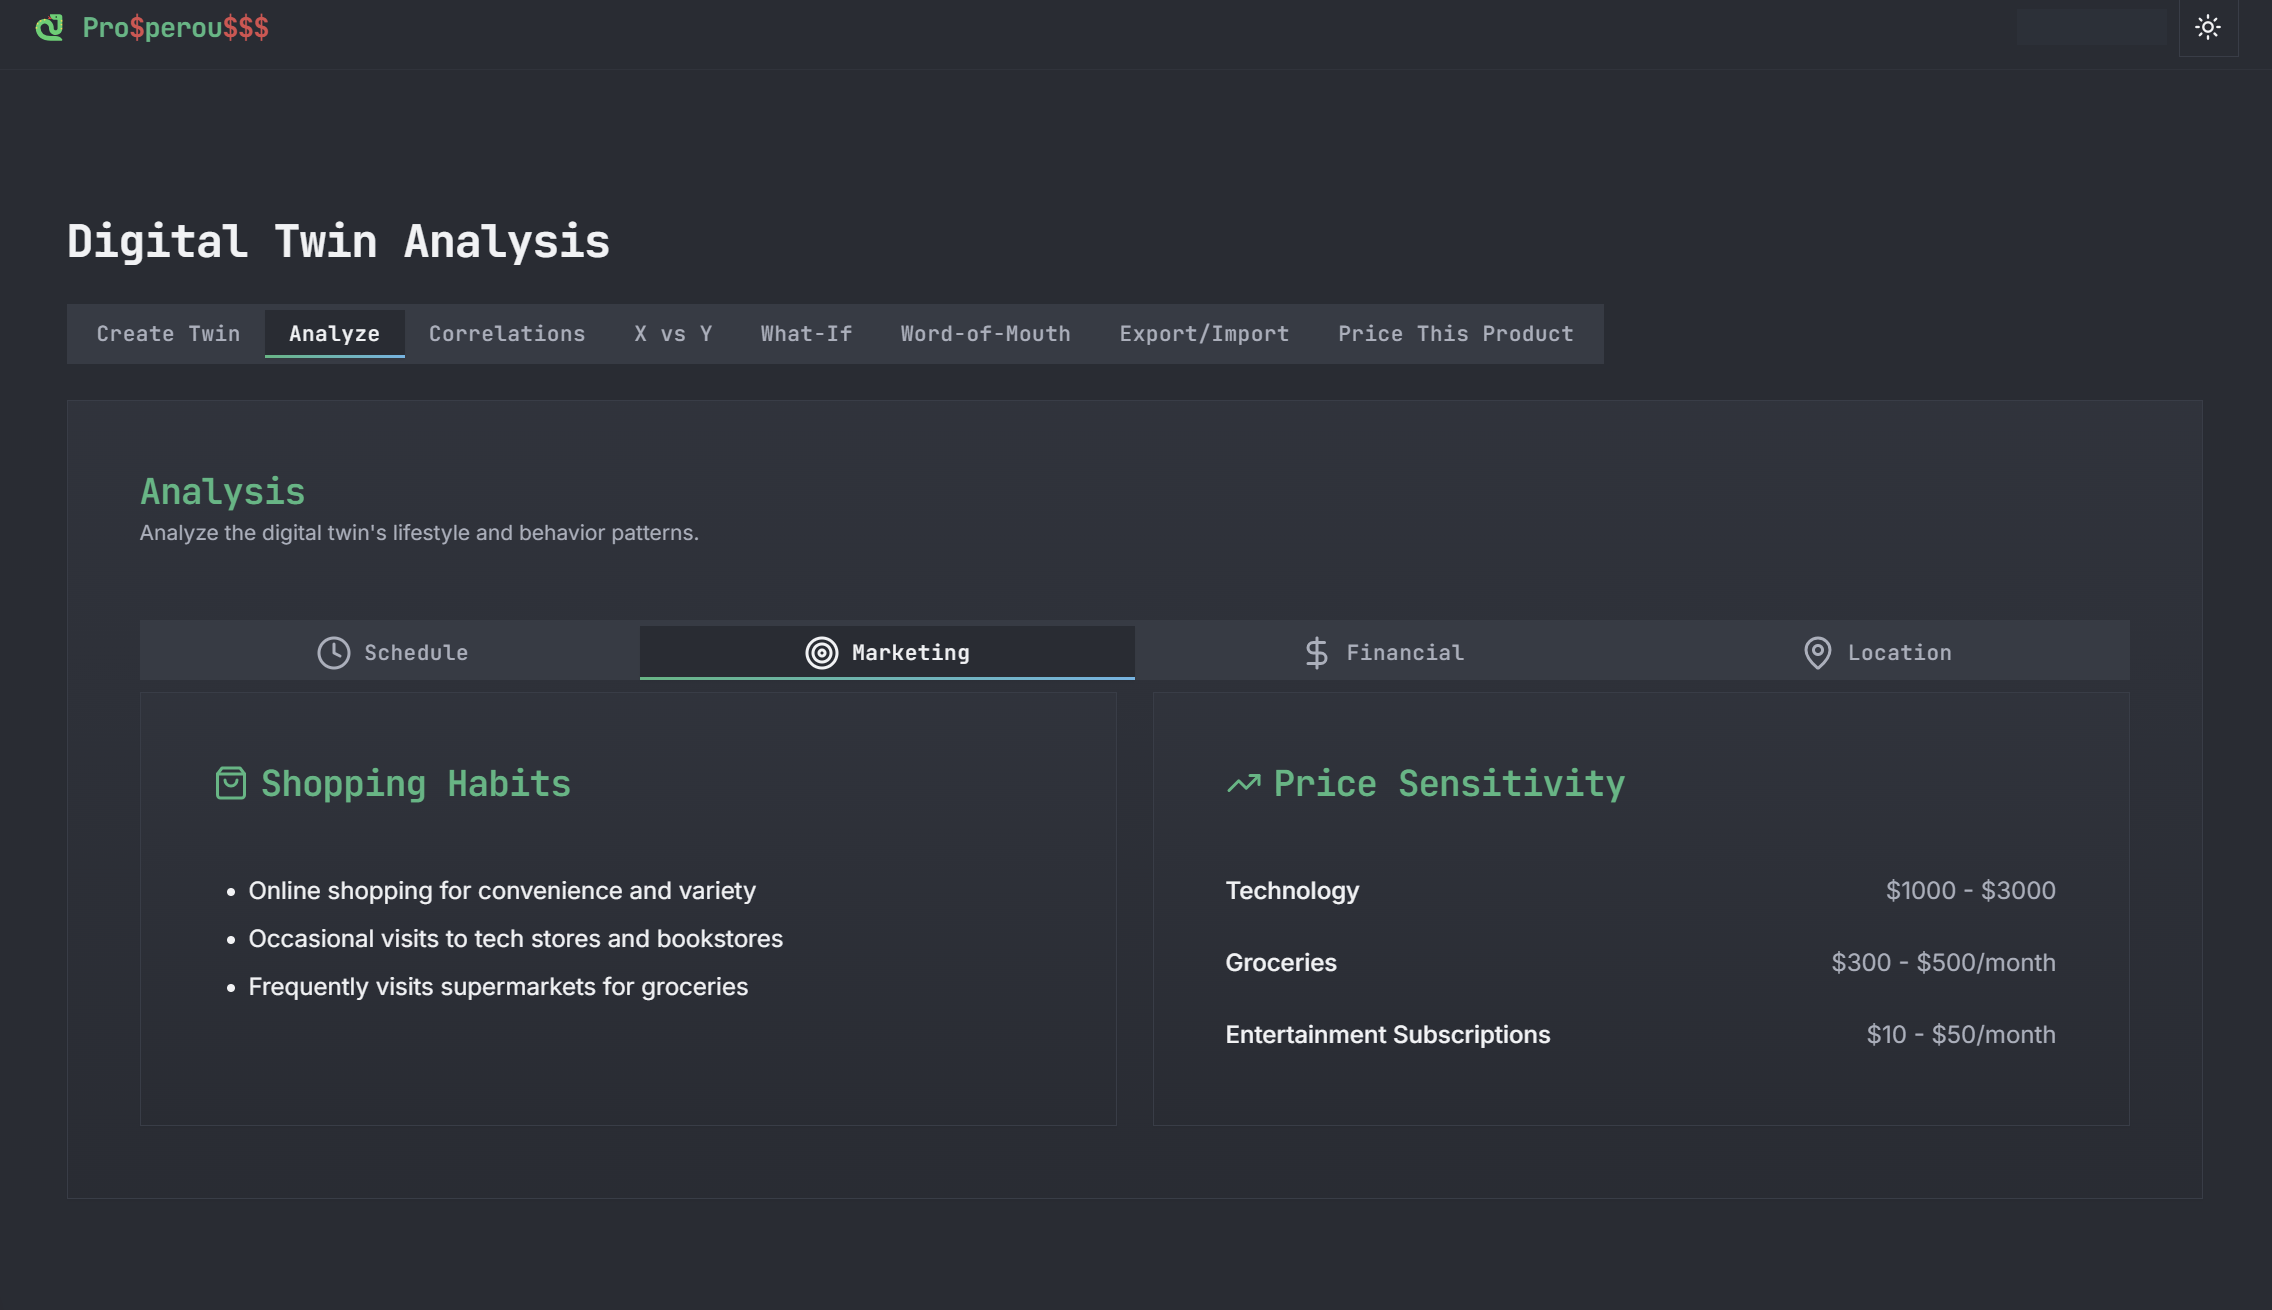 Pro$perou$$$
Digital Twin Analysis
Create Twin Analyze Correlations X vs Y What-If Word-of-Mouth Export/Import Price This Product
Analysis
Analyze the digital twin's lifestyle and behavior patterns.
Schedule Marketing Financial Location
Shopping Habits
• Online shopping for convenience and variety
• Occasional visits to tech stores and bookstores
• Frequently visits supermarkets for groceries
Price Sensitivity
Technology $1000 - $3000
Groceries $300 - $500/month
Entertainment Subscriptions $10 - $50/month